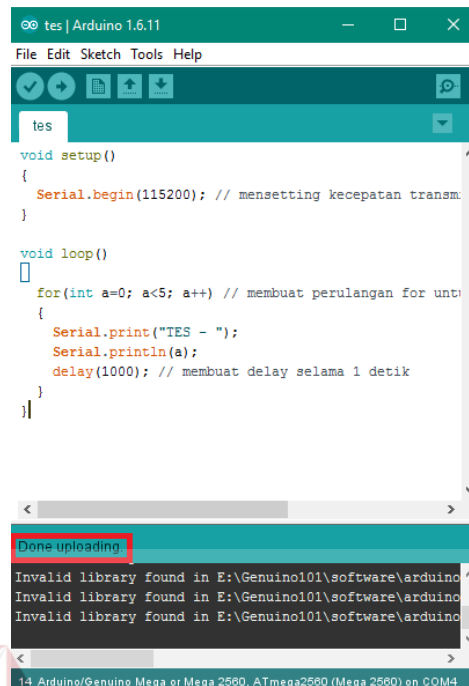 tes | Arduino 1.6.11
File Edit Sketch Tools Help
tes
void setup()
{
Serial.begin(115200); // mensetting kecepatan transm
}
void loop()
{
for(int a=0; a<5; a++) // membuat perulangan for unt
{
Serial.print("TES - ");
Serial.println(a);
delay(1000); // membuat delay selama 1 detik
}
}
Done uploading.
Invalid library found in E:\Genuino101\software\arduino
Invalid library found in E:\Genuino101\software\arduino
Invalid library found in E:\Genuino101\software\arduino
14 Arduino/Genuino Mega or Mega 2560, ATmega2560 (Mega 2560) on COM4